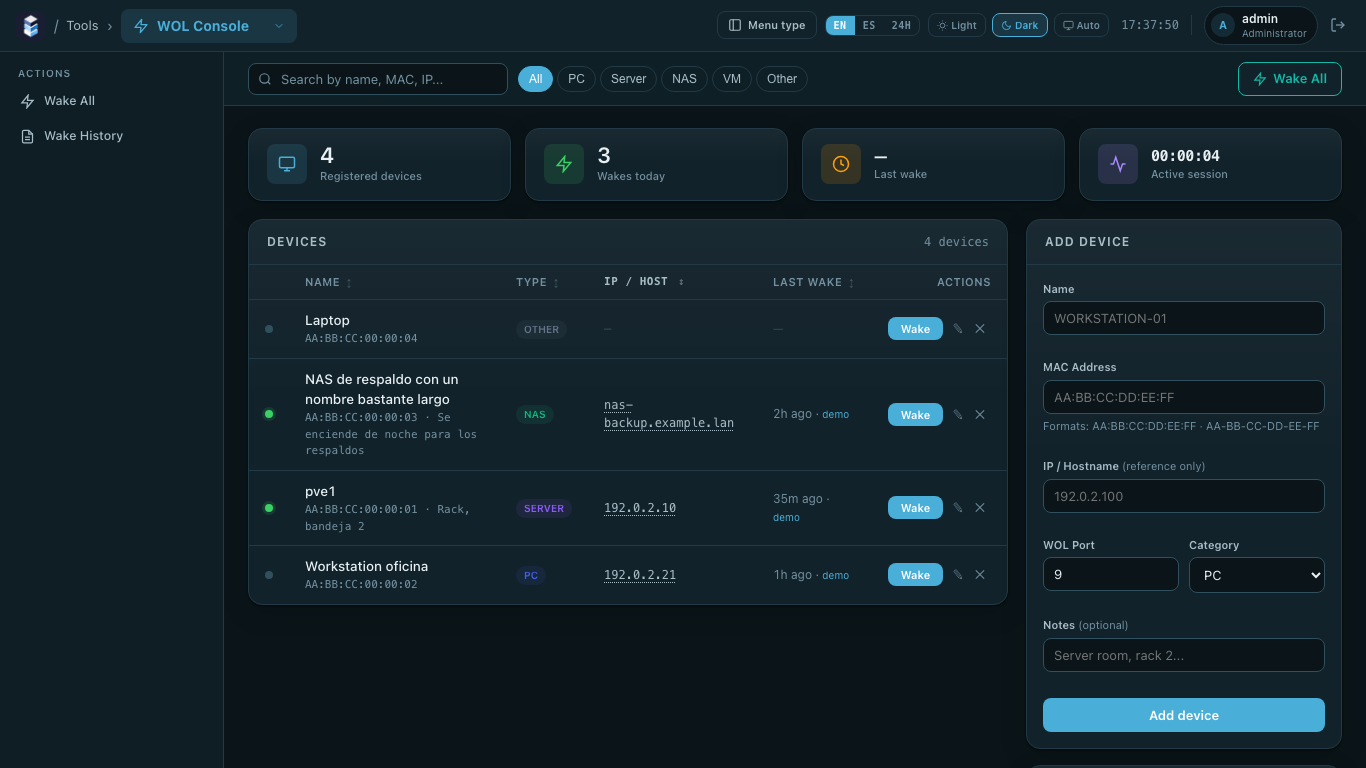 / Tools › WOL Console
Menu type
EN ES 24H
Light
Dark
Auto
17:37:50
A
admin
Administrator
ACTIONS
Wake All
Wake History
Search by name, MAC, IP...
All PC Server NAS VM Other
Wake All
4
Registered devices
3
Wakes today
—
Last wake
00:00:04
Active session
DEVICES
4 devices
NAME ↕ TYPE ↕ IP / HOST ↕ LAST WAKE ↕ ACTIONS
Laptop
AA:BB:CC:00:00:04
OTHER
—
—
Wake ✎ ✕
NAS de respaldo con un
nombre bastante largo
AA:BB:CC:00:00:03 · Se
enciende de noche para los
respaldos
NAS
nas-
backup.example.lan
2h ago · demo
Wake ✎ ✕
pve1
AA:BB:CC:00:00:01 · Rack,
bandeja 2
SERVER
192.0.2.10
35m ago ·
demo
Wake ✎ ✕
Workstation oficina
AA:BB:CC:00:00:02
PC
192.0.2.21
1h ago · demo
Wake ✎ ✕
ADD DEVICE
Name
WORKSTATION-01
MAC Address
AA:BB:CC:DD:EE:FF
Formats: AA:BB:CC:DD:EE:FF · AA-BB-CC-DD-EE-FF
IP / Hostname (reference only)
192.0.2.100
WOL Port
9
Category
PC
Notes (optional)
Server room, rack 2...
Add device